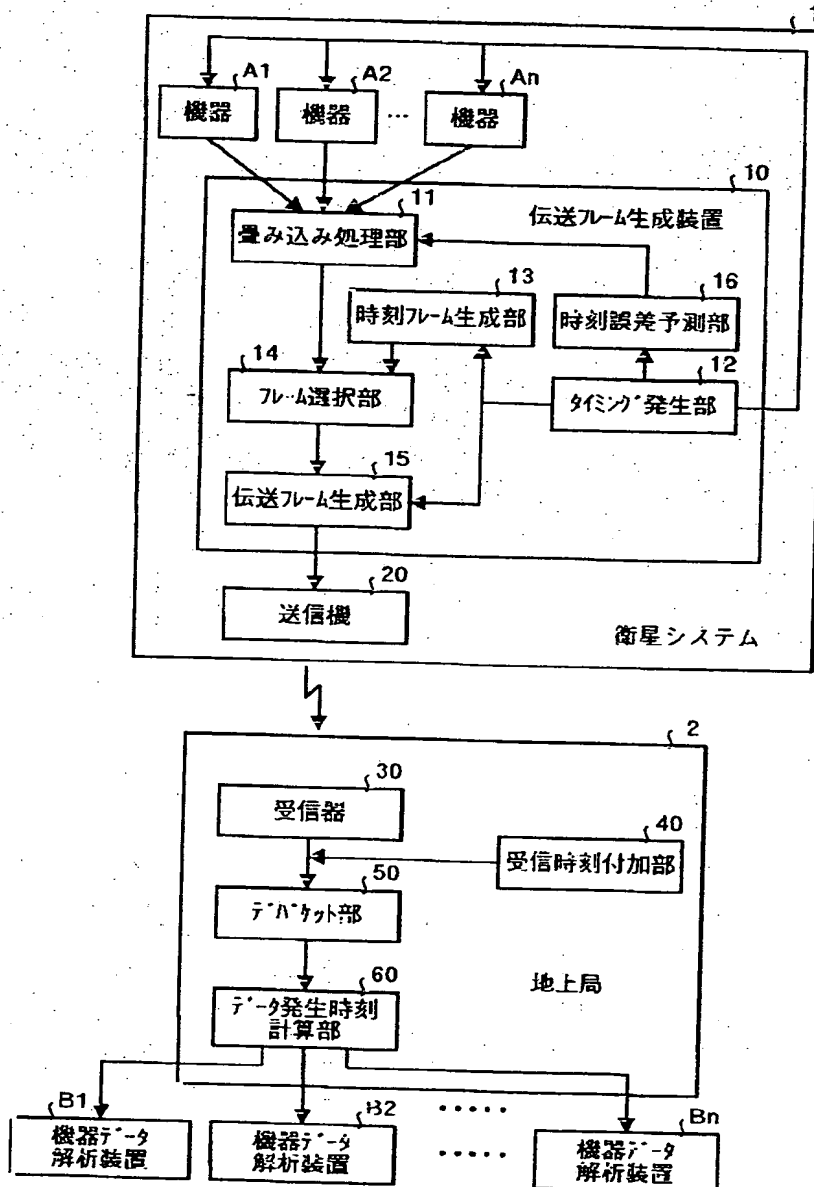 1
A1
A2
An
機器
機器
…
機器
10
11
伝送フレーム生成装置
畳み込み処理部
13
16
時刻フレーム生成部
時刻誤差予測部
14
12
フレーム選択部
タイミング発生部
15
伝送フレーム生成部
20
送信機
衛星システム
2
30
受信器
40
受信時刻付加部
50
デパケット部
60
地上局
データ発生時刻
計算部
B1
B2
.....
Bn
機器データ
解析装置
機器データ
解析装置
.....
機器データ
解析装置